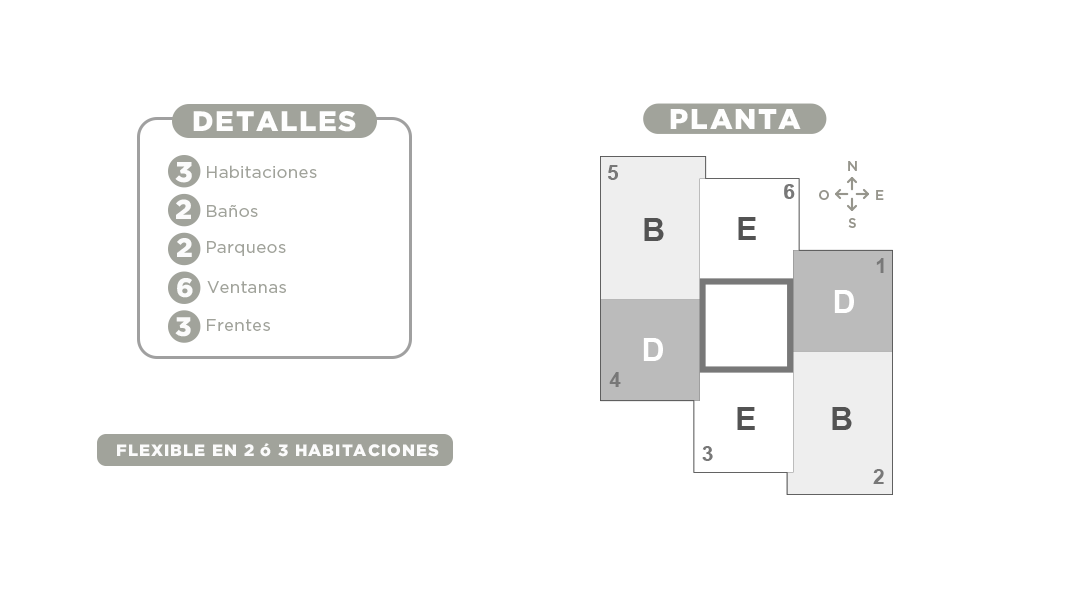 DETALLES
3 Habitaciones
2 Baños
2 Parqueos
6 Ventanas
3 Frentes
FLEXIBLE EN 2 ó 3 HABITACIONES
PLANTA
N
O E
S
5
B
6
E
1
D
D
4
E
3
B
2